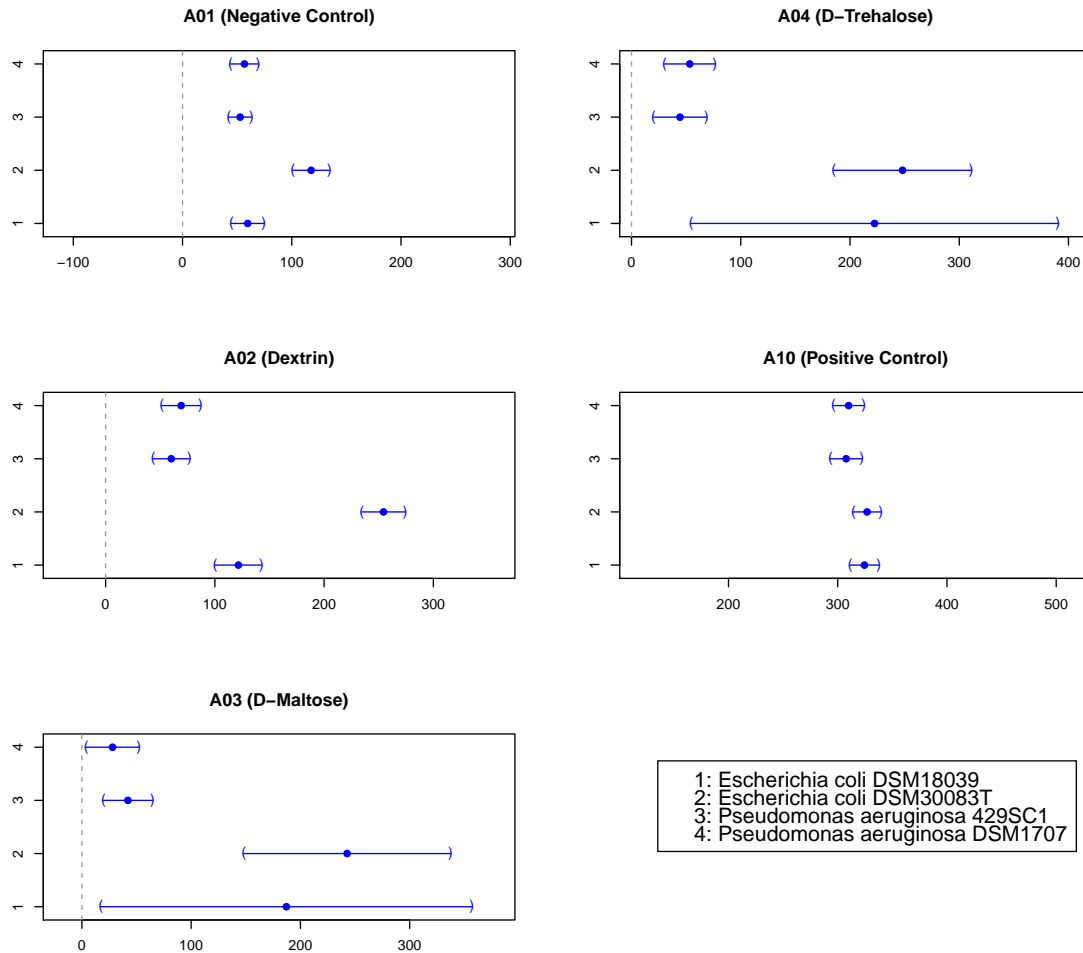 A01 (Negative Control)
4
3
2
1
−100 0 100 200 300
A04 (D−Trehalose)
4
3
2
1
0 100 200 300 400
A02 (Dextrin)
4
3
2
1
0 100 200 300
A10 (Positive Control)
4
3
2
1
200 300 400 500
A03 (D−Maltose)
4
3
2
1
0 100 200 300
1: Escherichia coli DSM18039
2: Escherichia coli DSM30083T
3: Pseudomonas aeruginosa 429SC1
4: Pseudomonas aeruginosa DSM1707